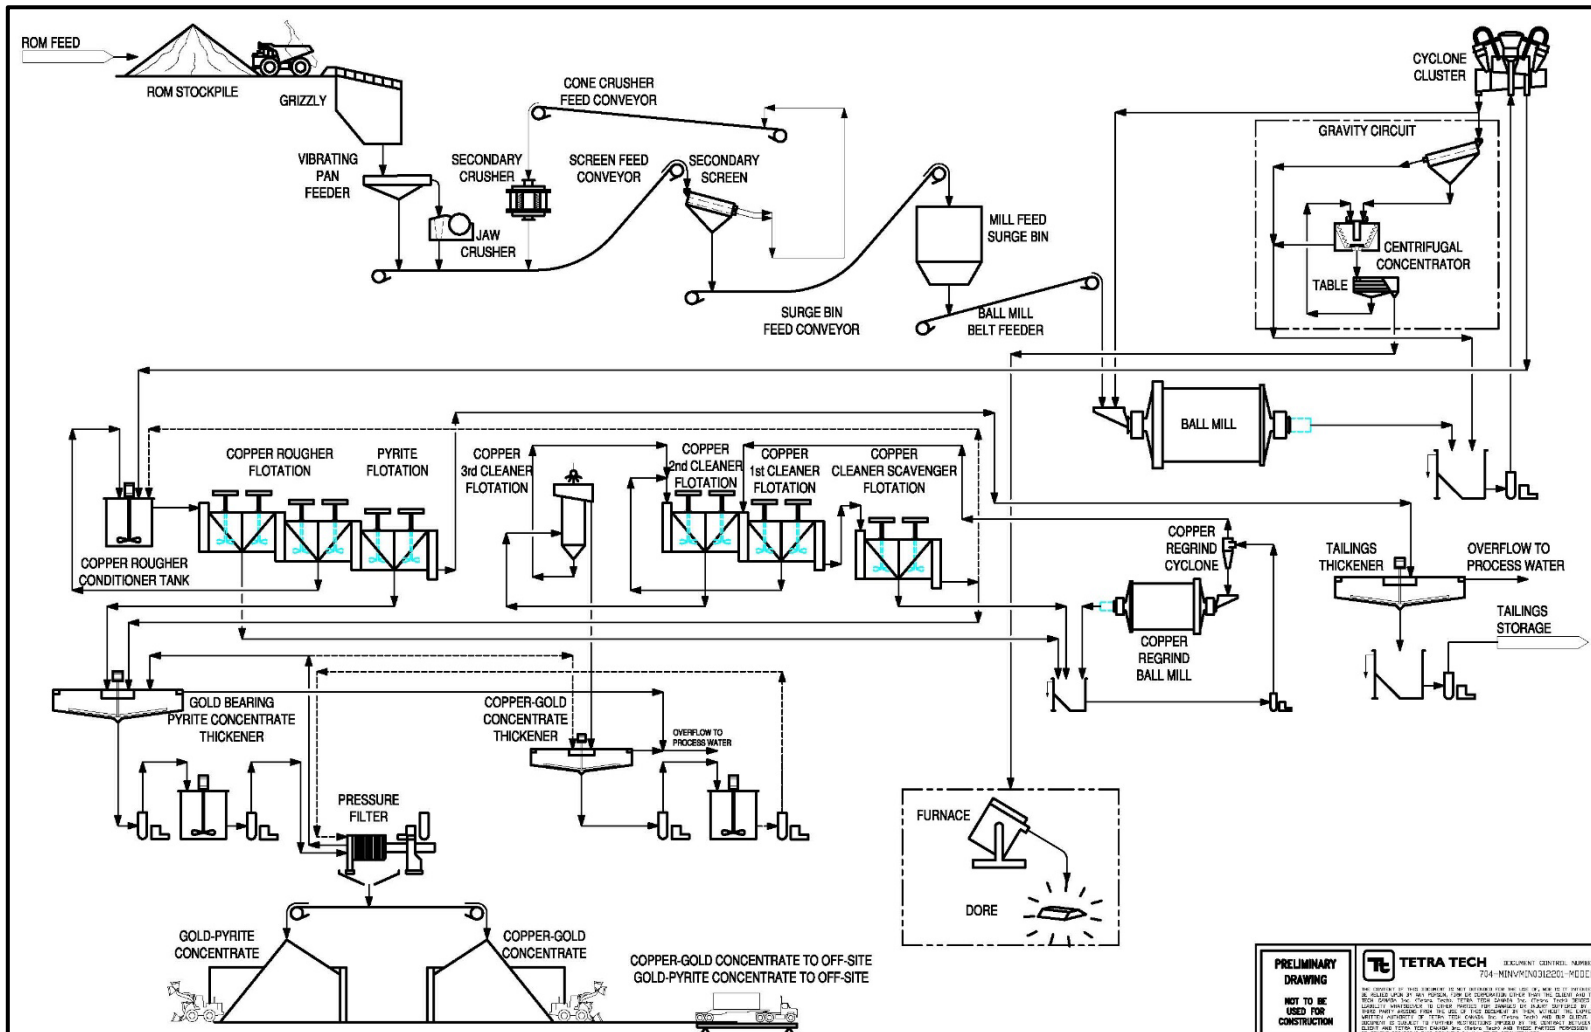 ROM FEED
ROM STOCKPILE
GRIZZLY
VIBRATING
PAN
FEEDER
JAW
CRUSHER
SECONDARY
CRUSHER
CONE CRUSHER
FEED CONVEYOR
SCREEN FEED
CONVEYOR
SECONDARY
SCREEN
SURGE BIN
FEED CONVEYOR
MILL FEED
SURGE BIN
BALL MILL
BELT FEEDER
CYCLONE
CLUSTER
GRAVITY CIRCUIT
CENTRIFUGAL
CONCENTRATOR
TABLE
BALL MILL
COPPER ROUGHER
FLOTATION
PYRITE
FLOTATION
COPPER
3rd CLEANER
FLOTATION
COPPER
2nd CLEANER
FLOTATION
COPPER
1st CLEANER
FLOTATION
COPPER
CLEANER SCAVENGER
FLOTATION
COPPER ROUGHER
CONDITIONER TANK
COPPER
REGRIND
CYCLONE
COPPER
REGRIND
BALL MILL
TAILINGS
THICKENER
OVERFLOW TO
PROCESS WATER
TAILINGS
STORAGE
GOLD BEARING
PYRITE CONCENTRATE
THICKENER
COPPER-GOLD
CONCENTRATE
THICKENER
OVERFLOW TO
PROCESS WATER
PRESSURE
FILTER
FURNACE
DORE
GOLD-PYRITE
CONCENTRATE
COPPER-GOLD
CONCENTRATE
COPPER-GOLD CONCENTRATE TO OFF-SITE
GOLD-PYRITE CONCENTRATE TO OFF-SITE
PRELIMINARY
DRAWING
NOT TO BE
USED FOR
CONSTRUCTION
Tt TETRA TECH
DOCUMENT CONTROL